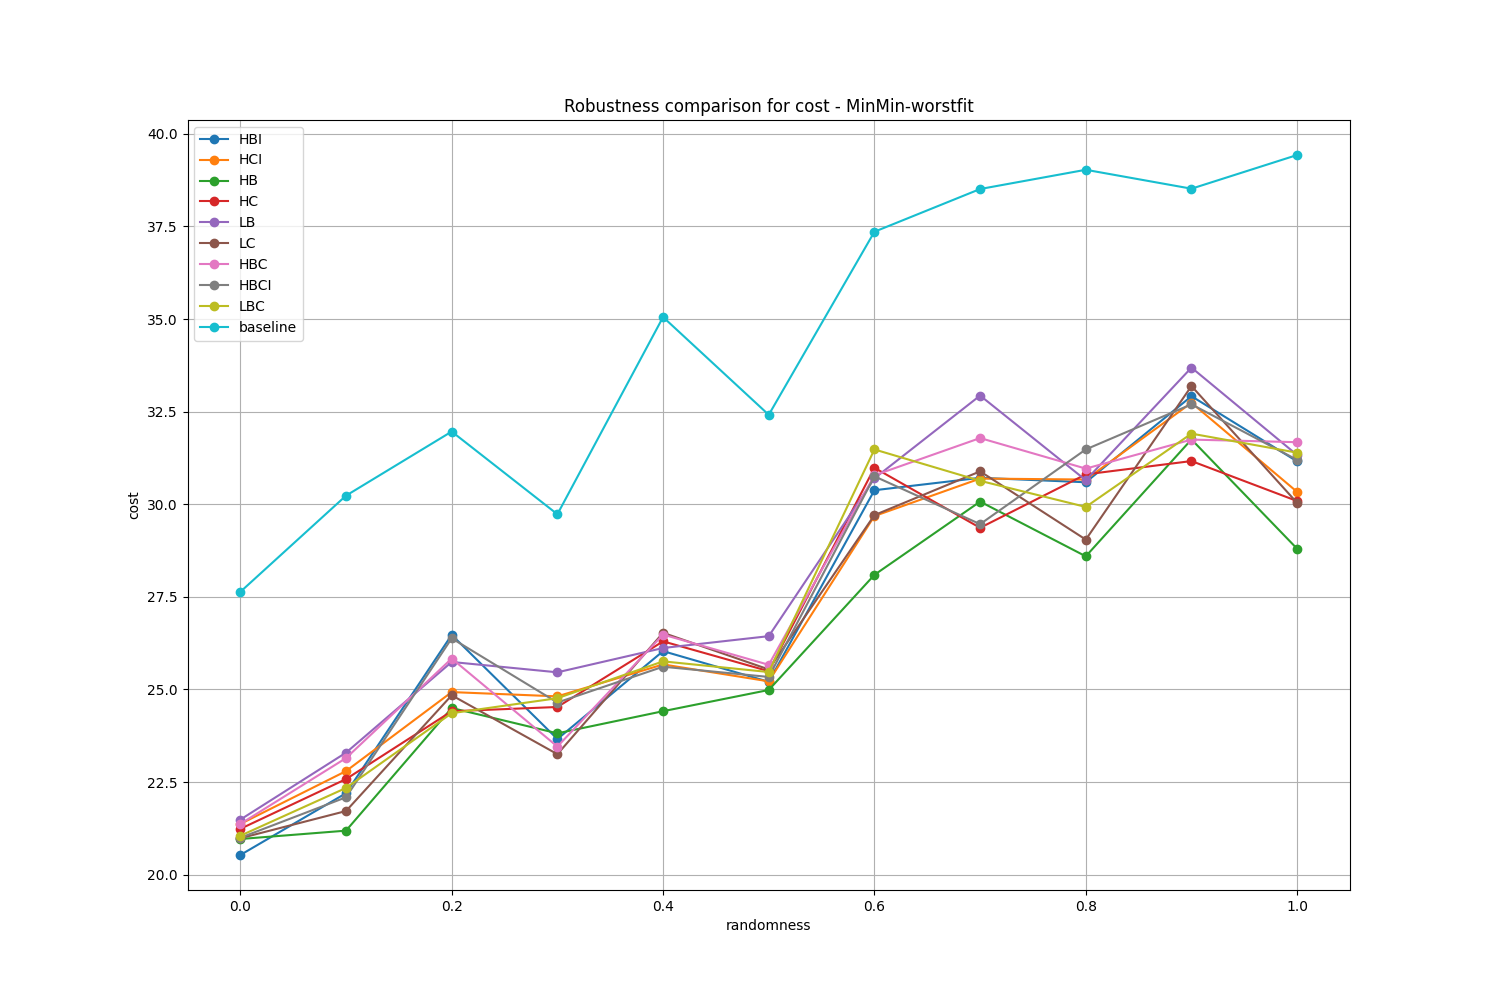 Robustness comparison for cost - MinMin-worstfit
40.0
37.5
35.0
32.5
30.0
27.5
25.0
22.5
20.0
cost
HBI
HCI
HB
HC
LB
LC
HBC
HBCI
LBC
baseline
0.0 0.2 0.4 0.6 0.8 1.0
randomness